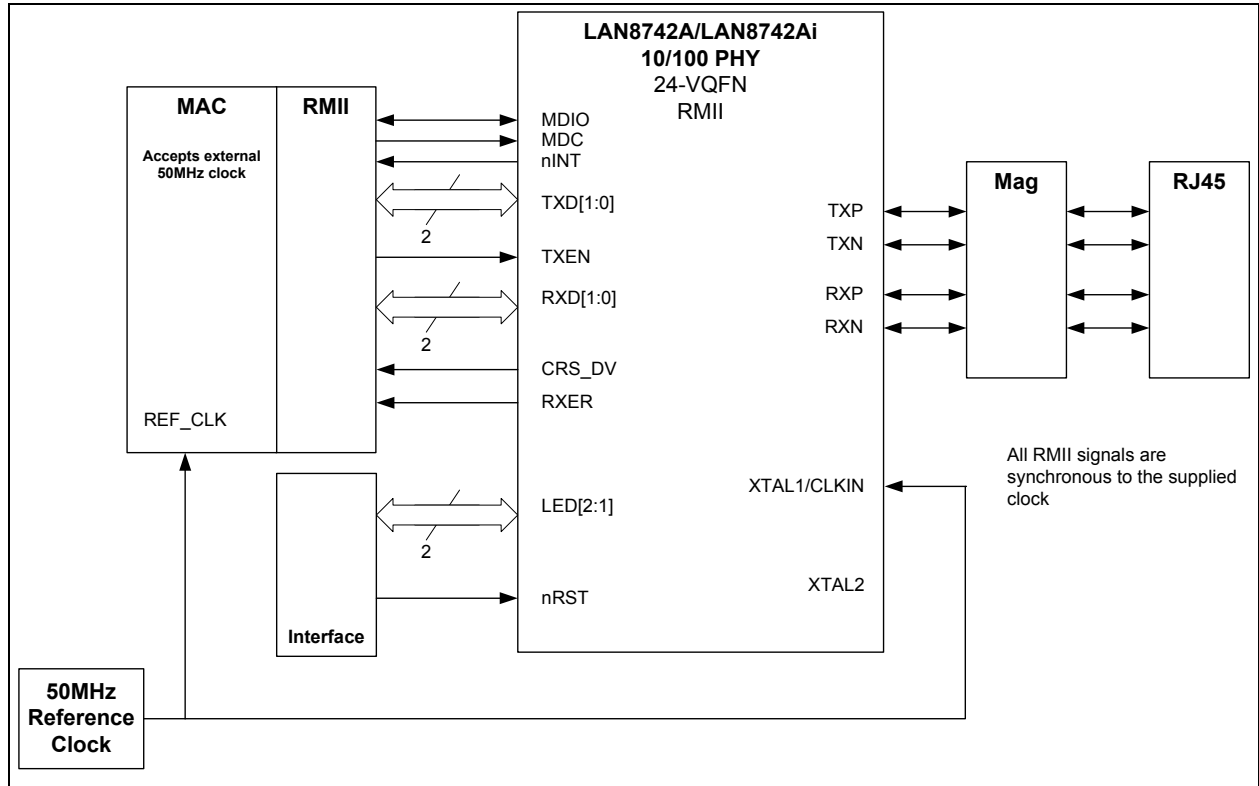 LAN8742A/LAN8742Ai
10/100 PHY
24-VQFN
RMII
MAC
RMII
Accepts external
50MHz clock
REF_CLK
MDIO
MDC
nINT
TXD[1:0]
2
TXEN
RXD[1:0]
2
CRS_DV
RXER
LED[2:1]
2
nRST
Interface
TXP
TXN
RXP
RXN
XTAL1/CLKIN
XTAL2
Mag
RJ45
All RMII signals are
synchronous to the supplied
clock
50MHz
Reference
Clock